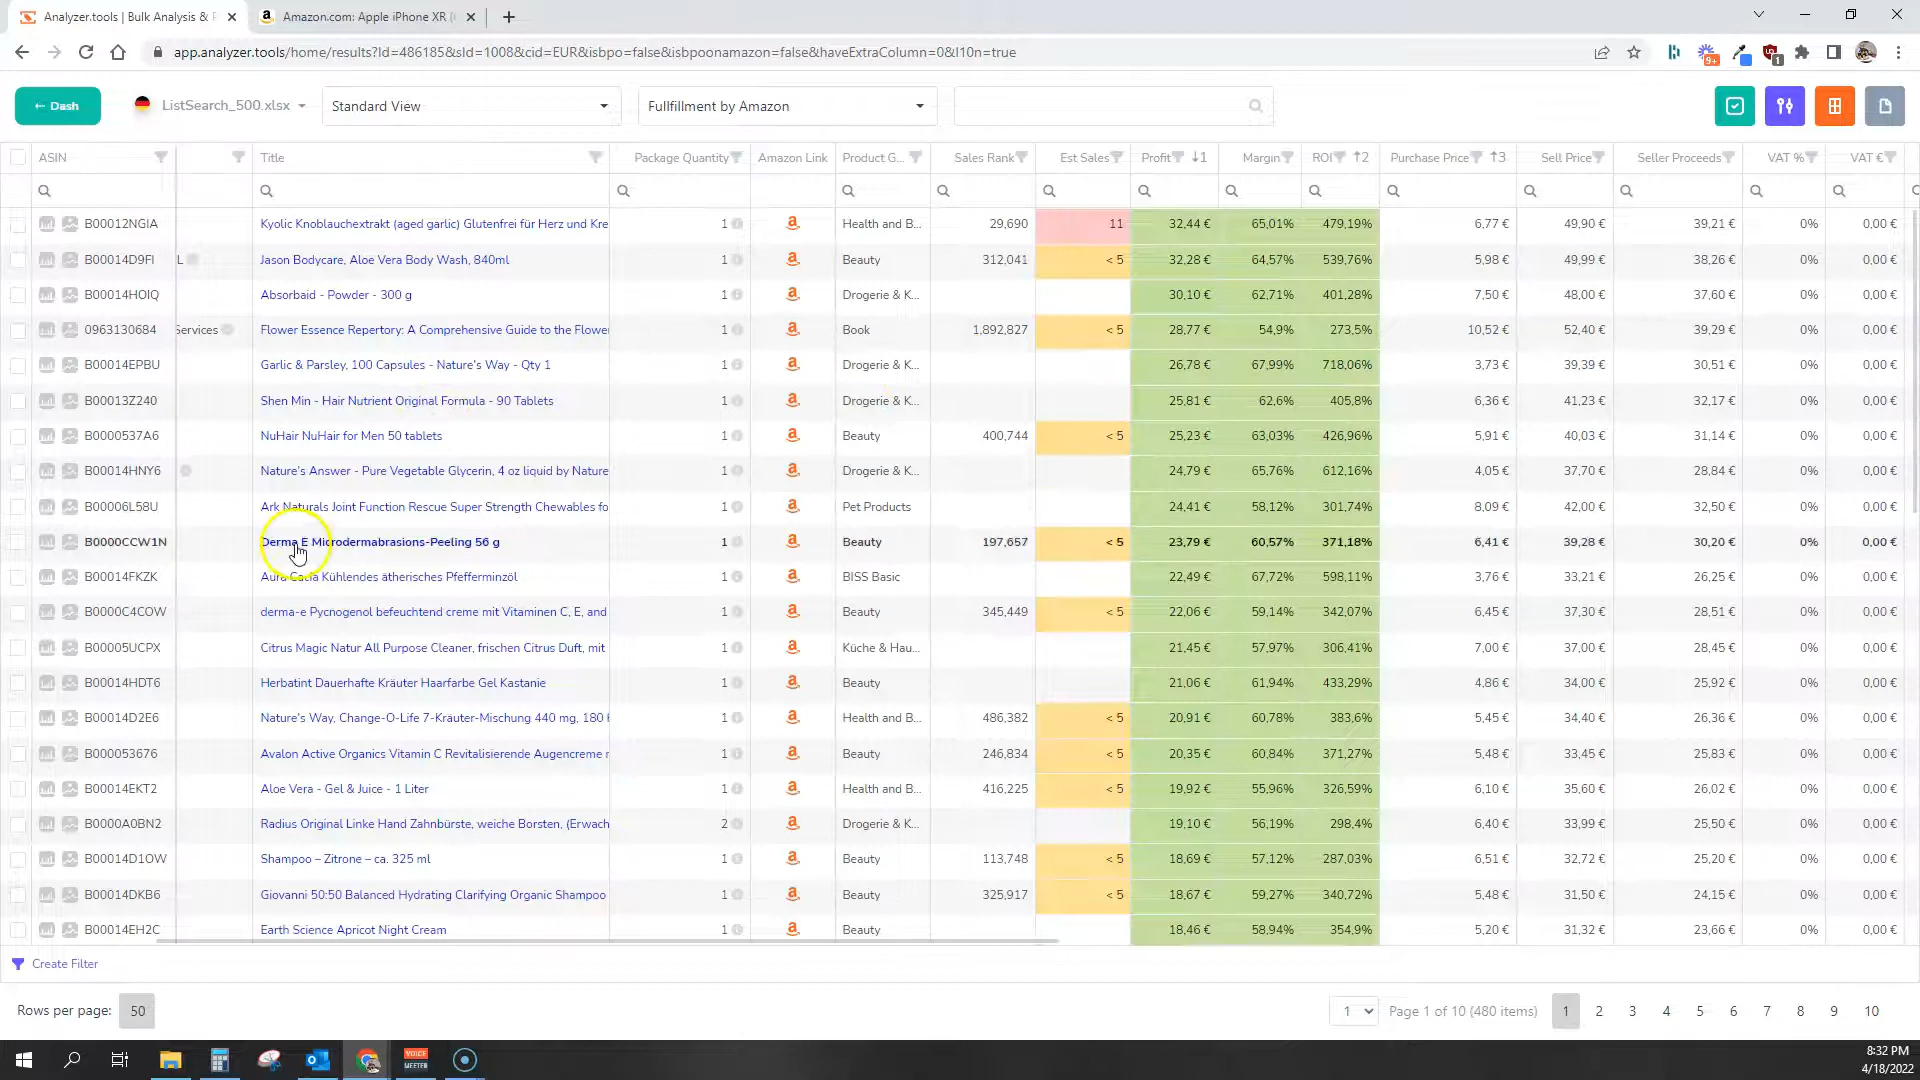 Analyzer.tools | Bulk Analysis &
Amazon.com: Apple iPhone XR (
app.analyzer.tools/home/results?Id=486185&sId=1008&cid=EUR&isbpo=false&isbpoonamazon=false&haveExtraColumn=0&l10n=true
9+
1
← Dash
ListSearch_500.xlsx
Standard View
Fullfillment by Amazon
ASIN Title Package Quantity Amazon Link Product G... Sales Rank Est Sales Profit ↓1 Margin ROI ↑2 Purchase Price ↑3 Sell Price Seller Proceeds VAT % VAT €
B00012NGIA Kyolic Knoblauchextrakt (aged garlic) Glutenfrei für Herz und Kre 1 Health and B... 29,690 11 32,44 € 65,01% 479,19% 6,77 € 49,90 € 39,21 € 0% 0,00 €
B00014D9FI L Jason Bodycare, Aloe Vera Body Wash, 840ml 1 Beauty 312,041 < 5 32,28 € 64,57% 539,76% 5,98 € 49,99 € 38,26 € 0% 0,00 €
B00014HOIQ Absorbaid - Powder - 300 g 1 Drogerie & K... 30,10 € 62,71% 401,28% 7,50 € 48,00 € 37,60 € 0% 0,00 €
0963130684 Services Flower Essence Repertory: A Comprehensive Guide to the Flowe 1 Book 1,892,827 < 5 28,77 € 54,9% 273,5% 10,52 € 52,40 € 39,29 € 0% 0,00 €
B00014EPBU Garlic & Parsley, 100 Capsules - Nature's Way - Qty 1 1 Drogerie & K... 26,78 € 67,99% 718,06% 3,73 € 39,39 € 30,51 € 0% 0,00 €
B00013Z240 Shen Min - Hair Nutrient Original Formula - 90 Tablets 1 Drogerie & K... 25,81 € 62,6% 405,8% 6,36 € 41,23 € 32,17 € 0% 0,00 €
B0000537A6 NuHair NuHair for Men 50 tablets 1 Beauty 400,744 < 5 25,23 € 63,03% 426,96% 5,91 € 40,03 € 31,14 € 0% 0,00 €
B00014HNY6 Nature's Answer - Pure Vegetable Glycerin, 4 oz liquid by Nature 1 Drogerie & K... 24,79 € 65,76% 612,16% 4,05 € 37,70 € 28,84 € 0% 0,00 €
B00006L58U Ark Naturals Joint Function Rescue Super Strength Chewables fo 1 Pet Products 24,41 € 58,12% 301,74% 8,09 € 42,00 € 32,50 € 0% 0,00 €
B0000CCW1N Derma E Microdermabrasions-Peeling 56 g 1 Beauty 197,657 < 5 23,79 € 60,57% 371,18% 6,41 € 39,28 € 30,20 € 0% 0,00 €
B00014FKZK Aura Cacia Kühlendes ätherisches Pfefferminzöl 1 BISS Basic 22,49 € 67,72% 598,11% 3,76 € 33,21 € 26,25 € 0% 0,00 €
B0000C4COW derma-e Pycnogenol befeuchtend creme mit Vitaminen C, E, and 1 Beauty 345,449 < 5 22,06 € 59,14% 342,07% 6,45 € 37,30 € 28,51 € 0% 0,00 €
B00005UCPX Citrus Magic Natur All Purpose Cleaner, frischen Citrus Duft, mit 1 Küche & Hau... 21,45 € 57,97% 306,41% 7,00 € 37,00 € 28,45 € 0% 0,00 €
B00014HDT6 Herbatint Dauerhafte Kräuter Haarfarbe Gel Kastanie 1 Beauty 21,06 € 61,94% 433,29% 4,86 € 34,00 € 25,92 € 0% 0,00 €
B00014D2E6 Nature's Way, Change-O-Life 7-Kräuter-Mischung 440 mg, 180 1 Health and B... 486,382 < 5 20,91 € 60,78% 383,6% 5,45 € 34,40 € 26,36 € 0% 0,00 €
B000053676 Avalon Active Organics Vitamin C Revitalisierende Augencreme 1 Beauty 246,834 < 5 20,35 € 60,84% 371,27% 5,48 € 33,45 € 25,83 € 0% 0,00 €
B00014EKT2 Aloe Vera - Gel & Juice - 1 Liter 1 Health and B... 416,225 < 5 19,92 € 55,96% 326,59% 6,10 € 35,60 € 26,02 € 0% 0,00 €
B0000A0BN2 Radius Original Linke Hand Zahnbürste, weiche Borsten, (Erwach 2 Drogerie & K... 19,10 € 56,19% 298,4% 6,40 € 33,99 € 25,50 € 0% 0,00 €
B00014D1OW Shampoo – Zitrone – ca. 325 ml 1 Beauty 113,748 < 5 18,69 € 57,12% 287,03% 6,51 € 32,72 € 25,20 € 0% 0,00 €
B00014DKB6 Giovanni 50:50 Balanced Hydrating Clarifying Organic Shampoo 1 Beauty 325,917 < 5 18,67 € 59,27% 340,72% 5,48 € 31,50 € 24,15 € 0% 0,00 €
B00014EH2C Earth Science Apricot Night Cream 1 Beauty 18,46 € 58,94% 354,9% 5,20 € 31,32 € 23,66 € 0% 0,00 €
Create Filter
Rows per page: 50 1 Page 1 of 10 (480 items) 1 2 3 4 5 6 7 8 9 10
VOICE
MEETER
8:32 PM
4/18/2022